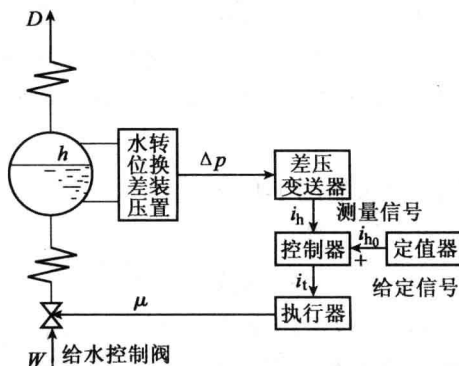 D
h
水转
位换
差装
压置
Δp
差压
变送器
i_h
测量信号
控制器
i_h₀
+
定值器
给定信号
i_t
执行器
μ
W
给水控制阀